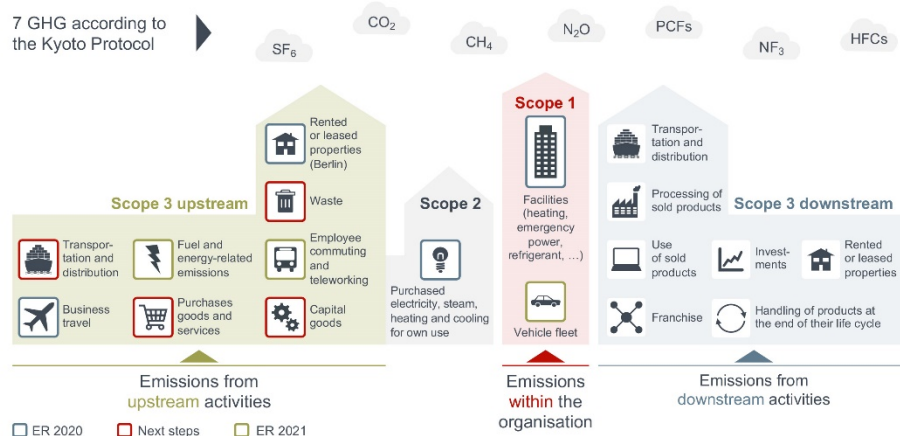 7 GHG according to
the Kyoto Protocol
SF6
CO2
CH4
N2O
PCFs
NF3
HFCs
Scope 3 upstream
Rented
or leased
properties
(Berlin)
Waste
Transpor-
tation and
distribution
Fuel and
energy-related
emissions
Employee
commuting
and
teleworking
Business
travel
Purchases
goods and
services
Capital
goods
Scope 2
Purchased
electricity, steam,
heating and cooling
for own use
Scope 1
Facilities
(heating,
emergency
power,
refrigerant, ...)
Vehicle fleet
Scope 3 downstream
Transpor-
tation and
distribution
Processing of
sold products
Use
of sold
products
Invest-
ments
Rented
or leased
properties
Franchise
Handling of products
at the end of their life cycle
Emissions from
upstream activities
Emissions
within the
organisation
Emissions from
downstream activities
ER 2020
Next steps
ER 2021